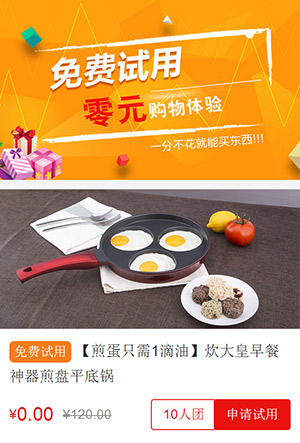 免费试用
零元购物体验
一分不花就能买东西!!!
免费试用 【煎蛋只需1滴油】炊大皇早餐
神器煎盘平底锅
¥0.00 ¥120.00 10人团 申请试用